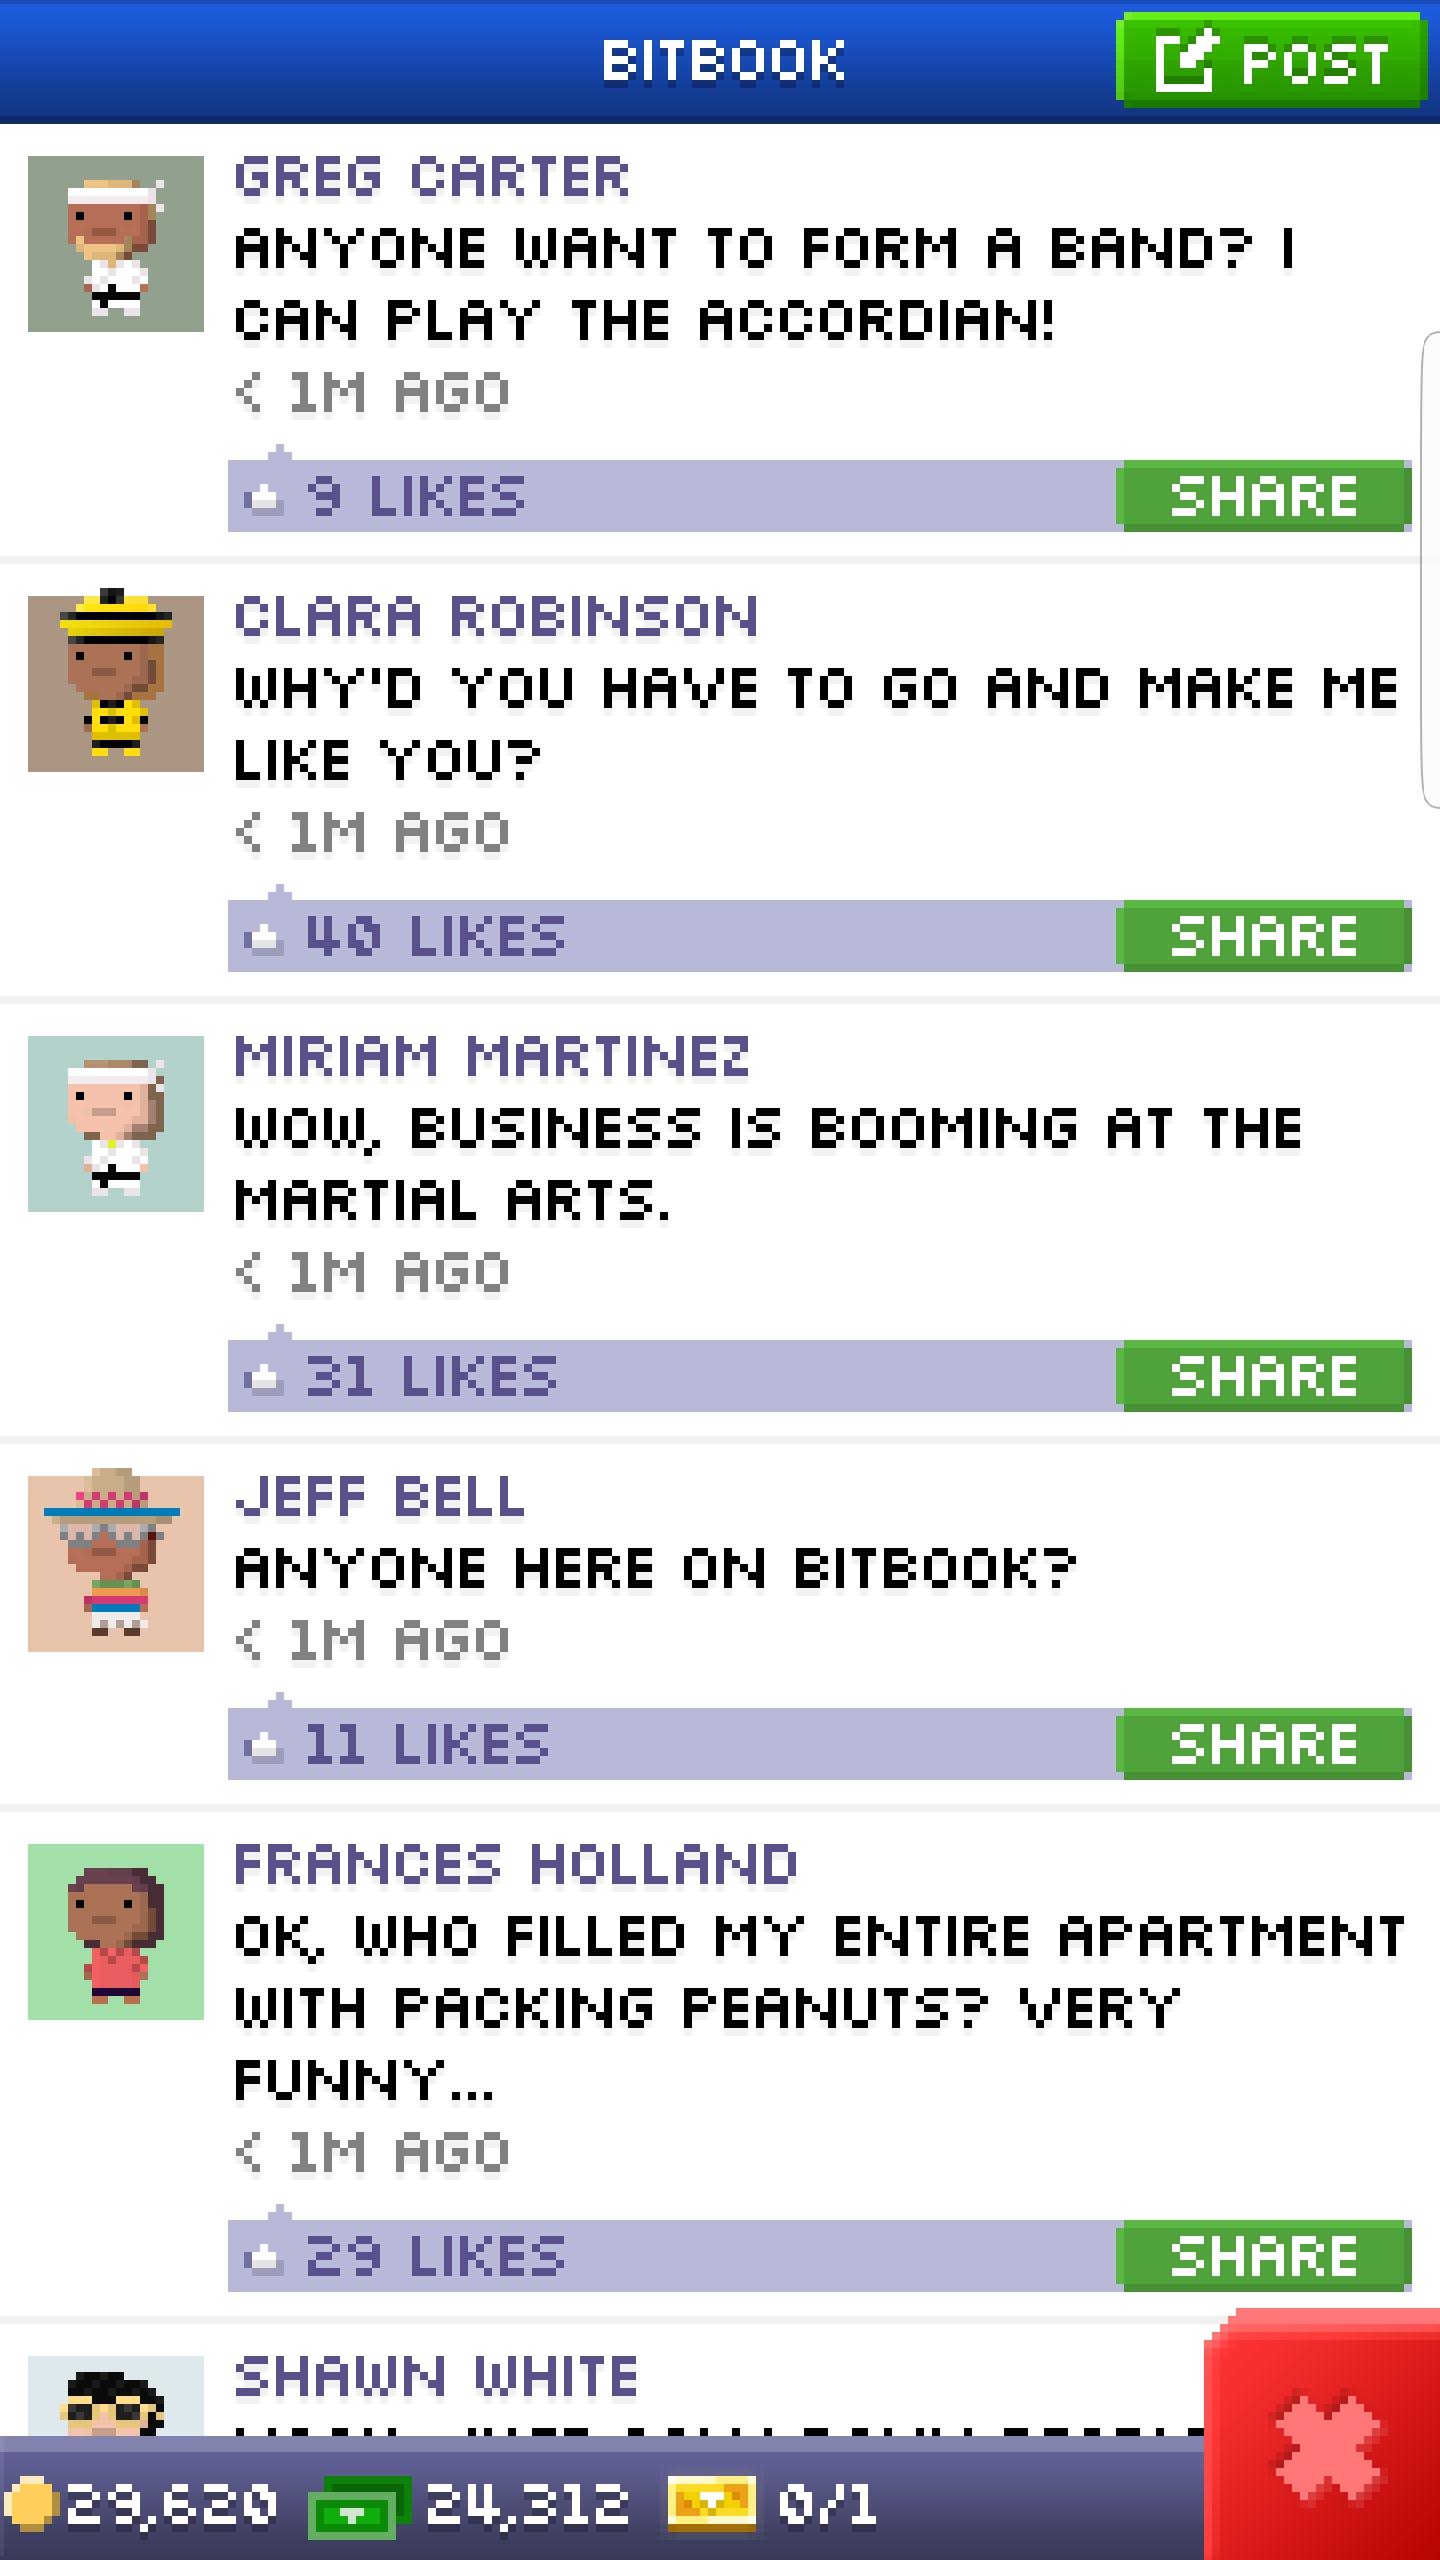 BITBOOK
POST
GREG CARTER
ANYONE WANT TO FORM A BAND? I
CAN PLAY THE ACCORDIAN!
< 1M AGO
9 LIKES
SHARE
CLARA ROBINSON
WHY'D YOU HAVE TO GO AND MAKE ME
LIKE YOU?
< 1M AGO
40 LIKES
SHARE
MIRIAM MARTINEZ
WOW, BUSINESS IS BOOMING AT THE
MARTIAL ARTS.
< 1M AGO
31 LIKES
SHARE
JEFF BELL
ANYONE HERE ON BITBOOK?
< 1M AGO
11 LIKES
SHARE
FRANCES HOLLAND
OK, WHO FILLED MY ENTIRE APARTMENT
WITH PACKING PEANUTS? VERY
FUNNY...
< 1M AGO
29 LIKES
SHARE
SHAWN WHITE
29,620 24,312 0/1